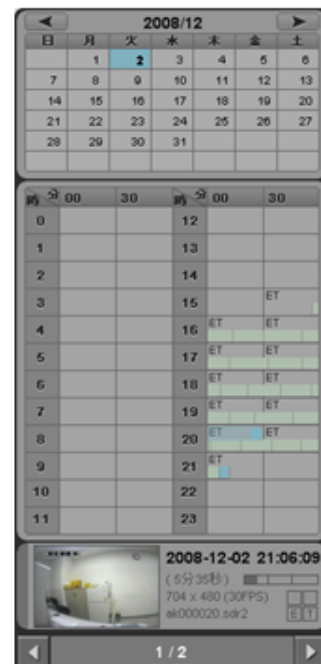 2008/12
日 月 火 水 木 金 土
1 2 3 4 5 6
7 8 9 10 11 12 13
14 15 16 17 18 19 20
21 22 23 24 25 26 27
28 29 30 31
時 分 00 30 時 分 00 30
0 12
1 13
2 14
3 15 ET
4 16 ET ET
5 17 ET ET
6 18 ET ET
7 19 ET ET
8 20 ET ET
9 21 ET
10 22
11 23
2008-12-02 21:06:09
(5分35秒)
704 x 480 (30FPS)
ak000020.sdr2 E T
1 / 2